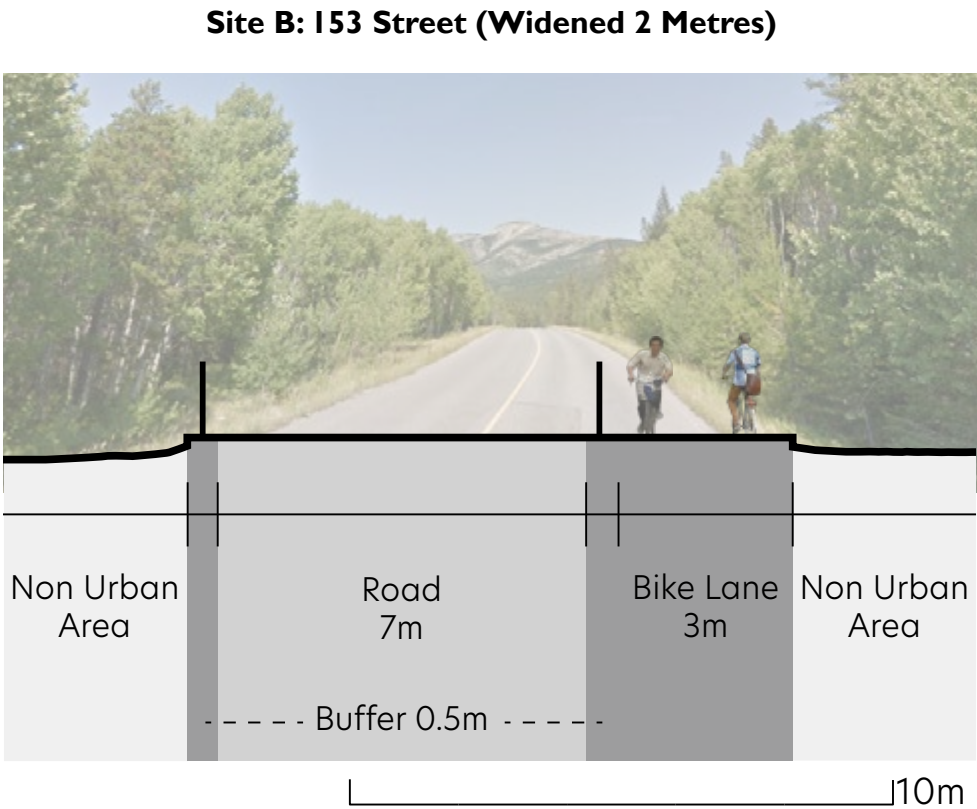 Site B: 153 Street (Widened 2 Metres)
Non Urban
Area
Road
7m
Bike Lane
3m
Non Urban
Area
Buffer 0.5m
10m